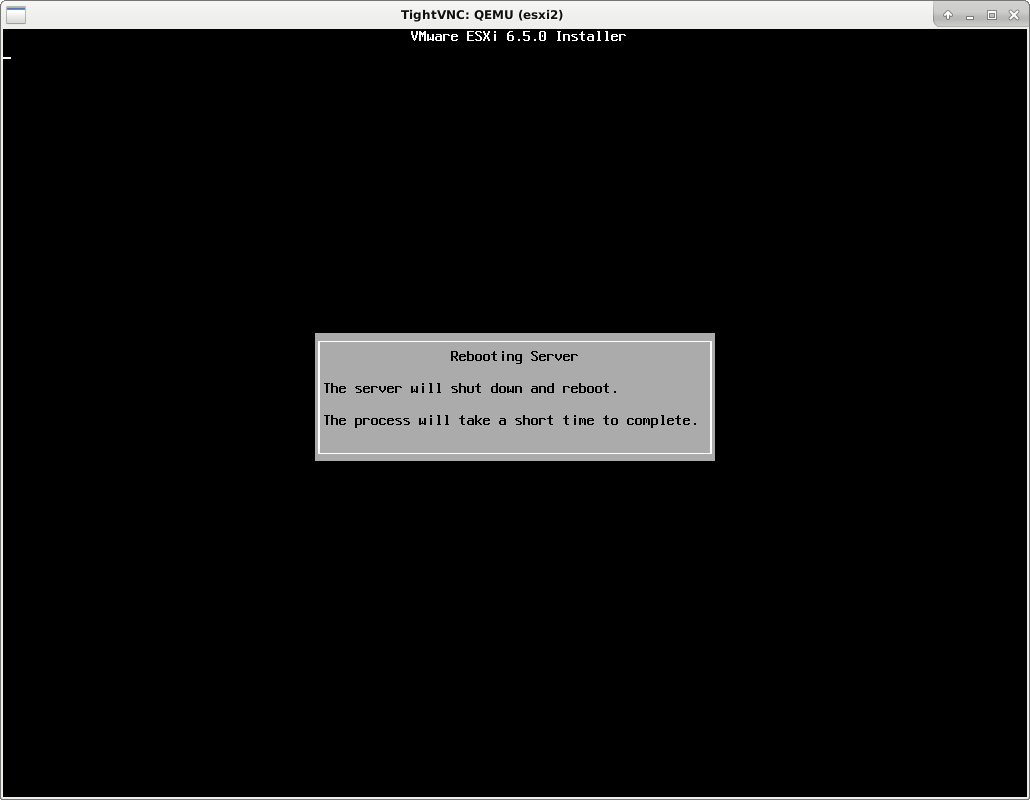 TightVNC: QEMU (esxi2)
VMware ESXi 6.5.0 Installer
Rebooting Server
The server will shut down and reboot.
The process will take a short time to complete.